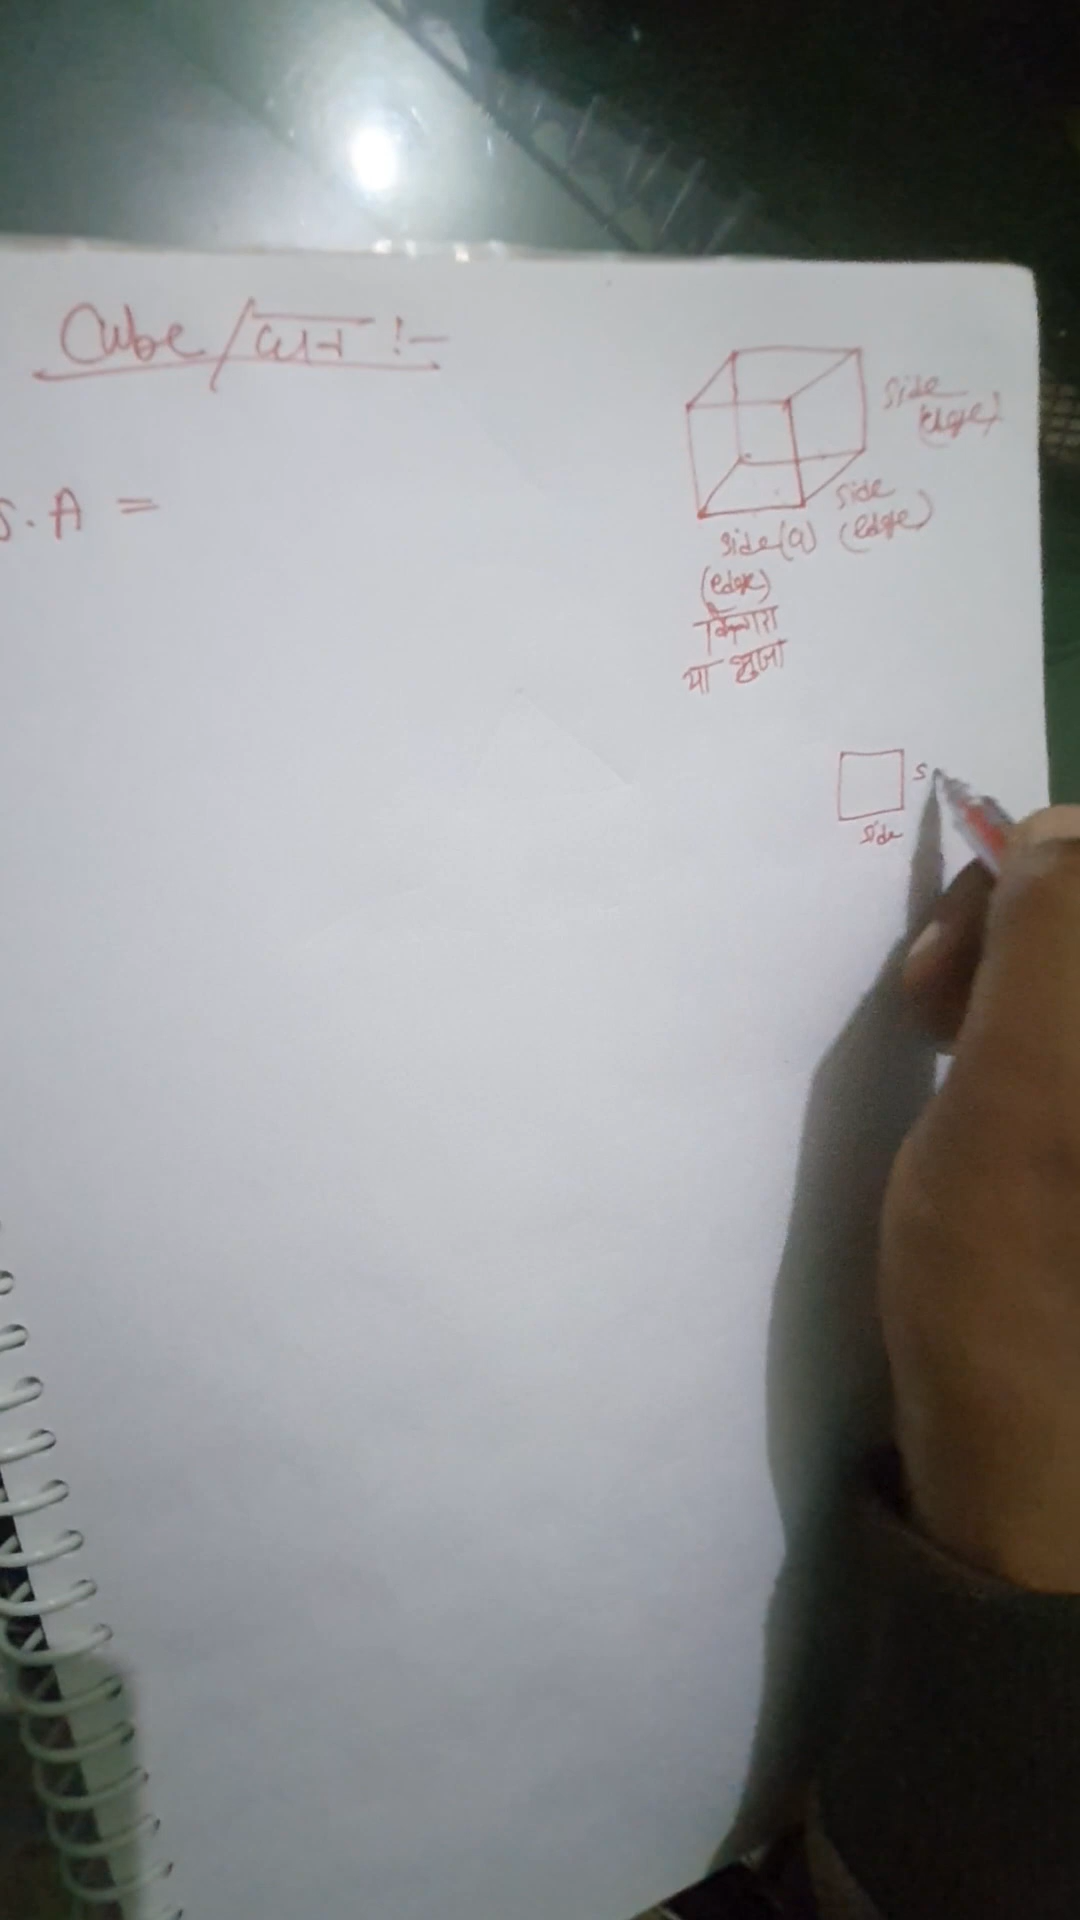 Cube / घन :-
S.A =
side
(edge)
side
(edge)
side(a)
(edge)
किनारा
या भुजा
s
side